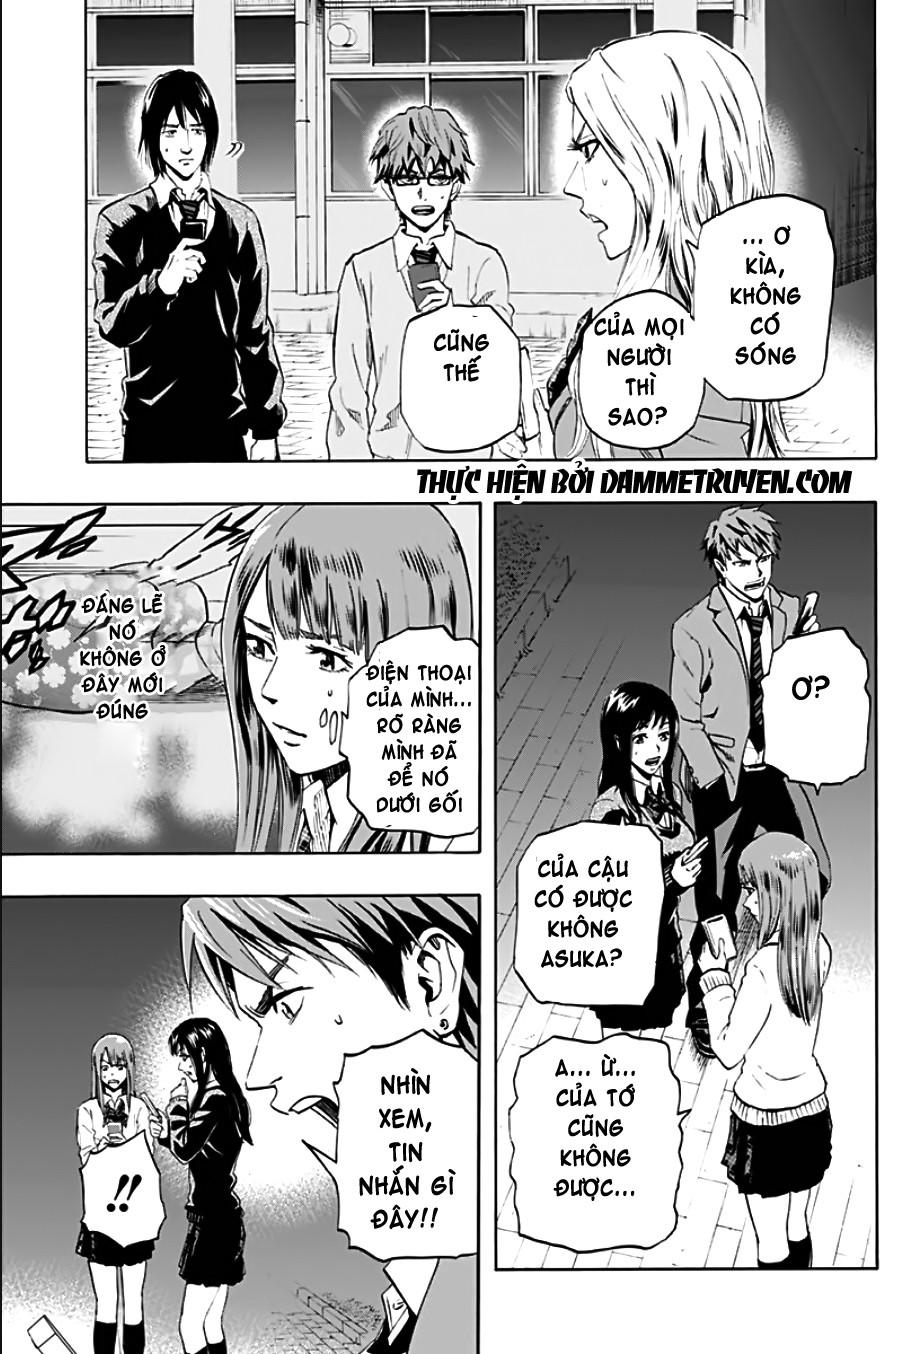 ... Ơ
KÌA,
KHÔNG
CÓ
SÓNG
CỦA MỌI
NGƯỜI
THÌ
SAO?
CŨNG
THẾ
THỰC HIỆN BỞI DAMMETRUYEN.COM
Ơ?
CỦA CẬU
CÓ ĐƯỢC
KHÔNG
ASUKA?
A... Ừ...
CỦA TỚ
CŨNG
KHÔNG
ĐƯỢC...
ĐIỆN THOẠI
CỦA MÌNH...
RÕ RÀNG
MÌNH ĐÃ
ĐỂ NÓ
DƯỚI GỐI
ĐÁNG LẼ
NÓ
KHÔNG Ở
ĐÂY MỚI
ĐÚNG
NHÌN
XEM,
TIN
NHẮN GÌ
ĐÂY!!
!!